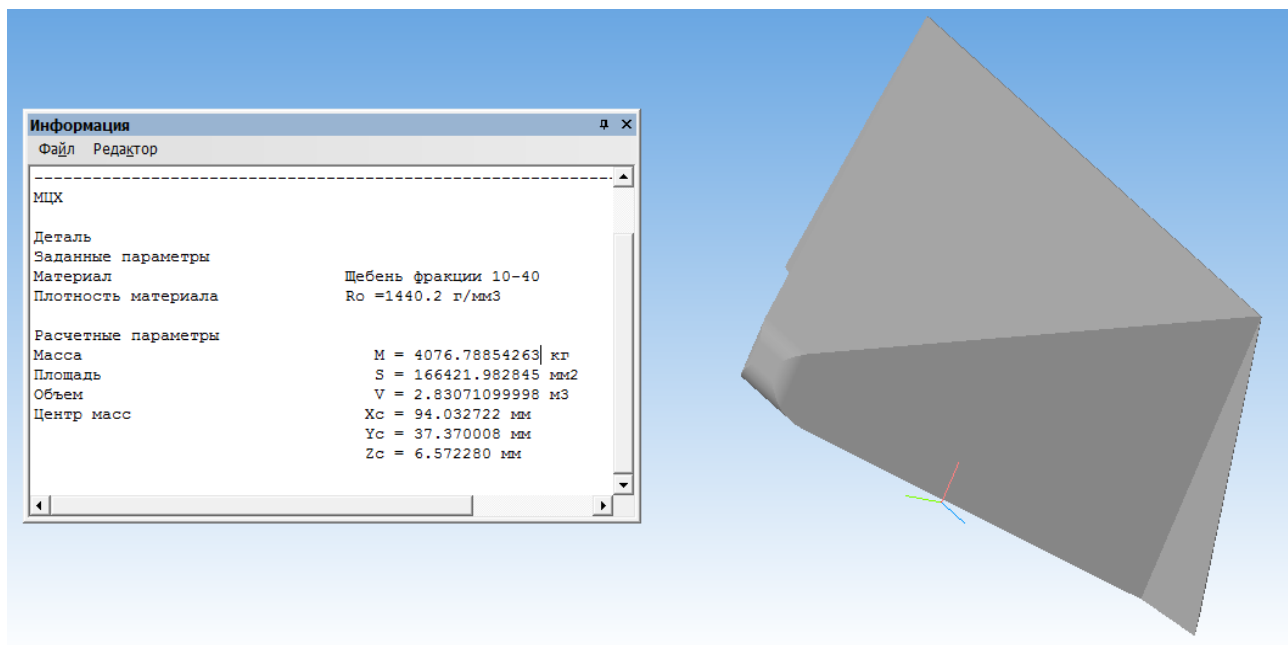 Информация
Файл Редактор
------------------------------------------------------------
МЦХ
Деталь
Заданные параметры
Материал Щебень фракции 10-40
Плотность материала Ro =1440.2 г/мм3
Расчетные параметры
Масса M = 4076.78854263 кг
Площадь S = 166421.982845 мм2
Объем V = 2.83071099998 м3
Центр масс Xc = 94.032722 мм
Yc = 37.370008 мм
Zc = 6.572280 мм